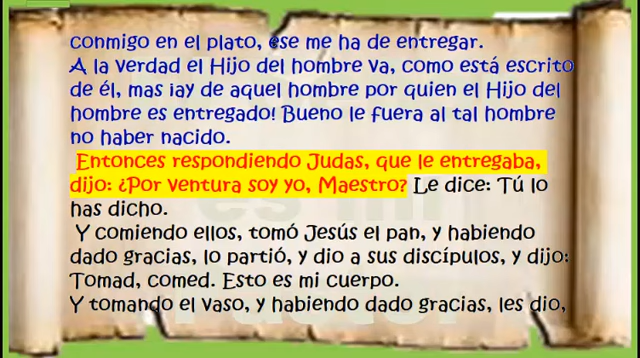 conmigo en el plato, ése me ha de entregar.
A la verdad el Hijo del hombre va, como está escrito
de él, mas ¡ay de aquel hombre por quien el Hijo del
hombre es entregado! Bueno le fuera al tal hombre
no haber nacido.
Entonces respondiendo Judas, que le entregaba,
dijo: ¿Por ventura soy yo, Maestro? Le dice: Tú lo
has dicho.
Y comiendo ellos, tomó Jesús el pan, y habiendo
dado gracias, lo partió, y dio a sus discípulos, y dijo:
Tomad, comed. Esto es mi cuerpo.
Y tomando el vaso, y habiendo dado gracias, les dio,